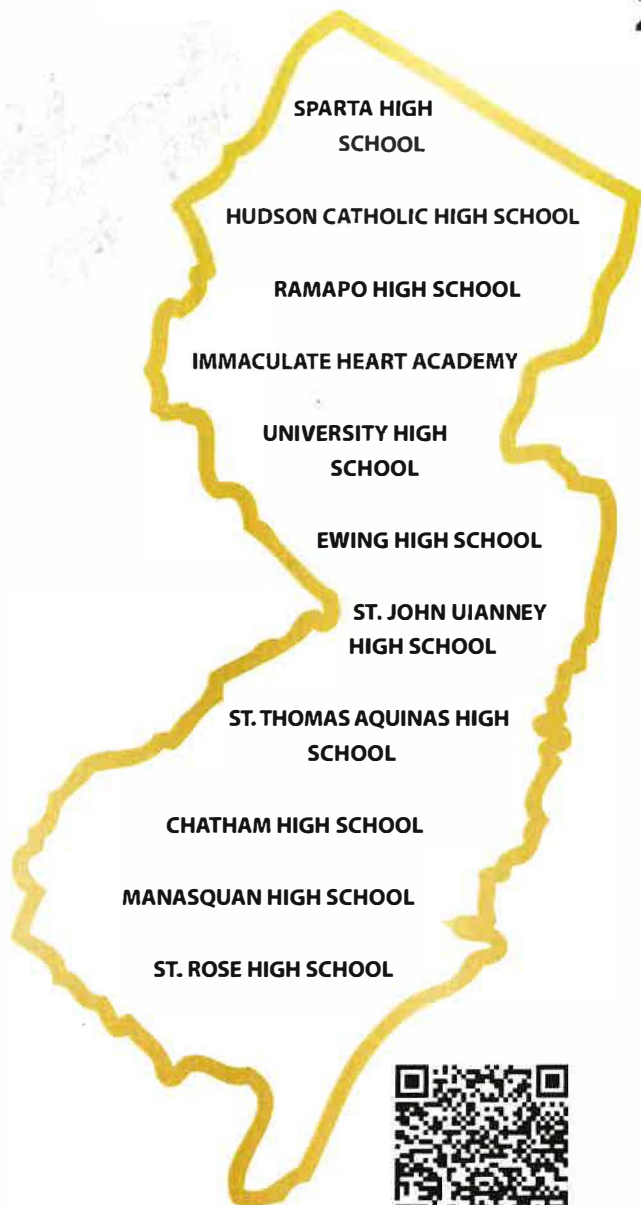 SPARTA HIGH
SCHOOL
HUDSON CATHOLIC HIGH SCHOOL
RAMAPO HIGH SCHOOL
IMMACULATE HEART ACADEMY
UNIVERSITY HIGH
SCHOOL
EWING HIGH SCHOOL
ST. JOHN UIANNEY
HIGH SCHOOL
ST. THOMAS AQUINAS HIGH
SCHOOL
CHATHAM HIGH SCHOOL
MANASQUAN HIGH SCHOOL
ST. ROSE HIGH SCHOOL